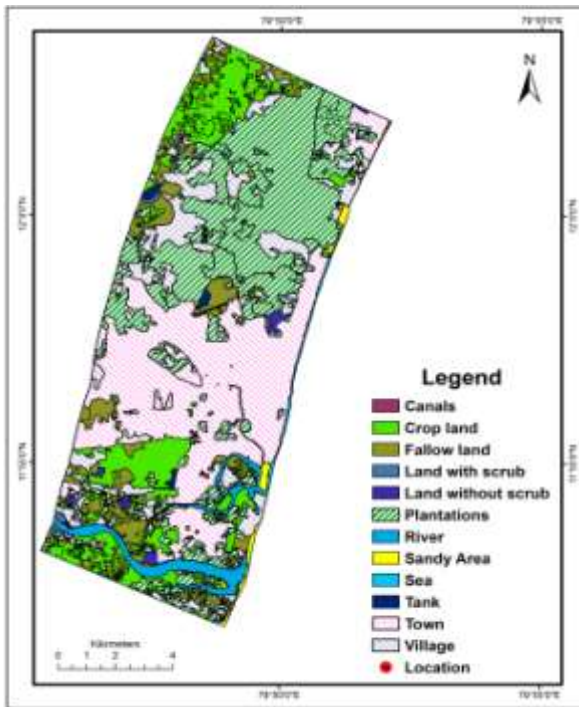 N
Legend
Canals
Crop land
Fallow land
Land with scrub
Land without scrub
Plantations
River
Sandy Area
Sea
Tank
Town
Village
Location
Kilometers
0 1 2 4